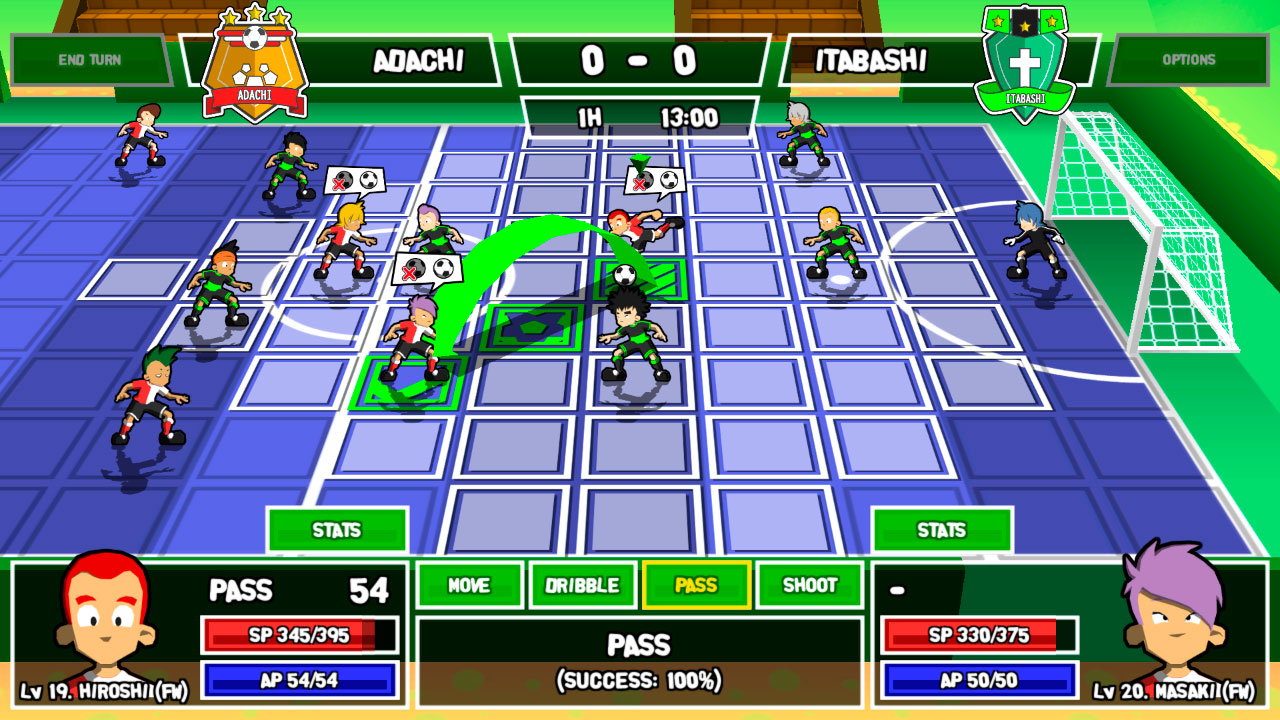 END TURN
ADACHI
0 - 0
ITABASHI
OPTIONS
ADACHI
ITABASHI
1H 13:00
STATS
STATS
PASS 54
SP 345/395
AP 54/54
Lv 19. HIROSHII(FW)
MOVE
DRIBBLE
PASS
SHOOT
PASS
(SUCCESS: 100%)
-
SP 330/375
AP 50/50
Lv 20. MASAKII(FW)